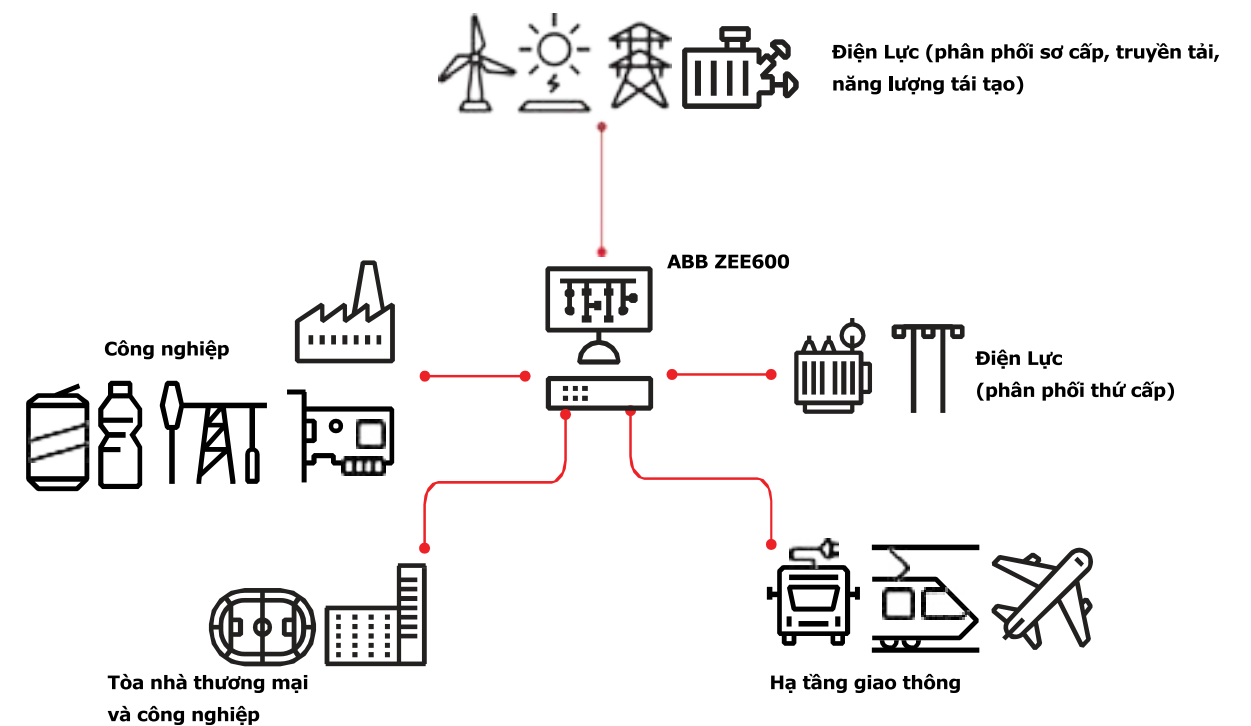 Điện Lực (phân phối sơ cấp, truyền tải,
năng lượng tái tạo)
ABB ZEE600
Công nghiệp
Điện Lực
(phân phối thứ cấp)
Tòa nhà thương mại
và công nghiệp
Hạ tầng giao thông